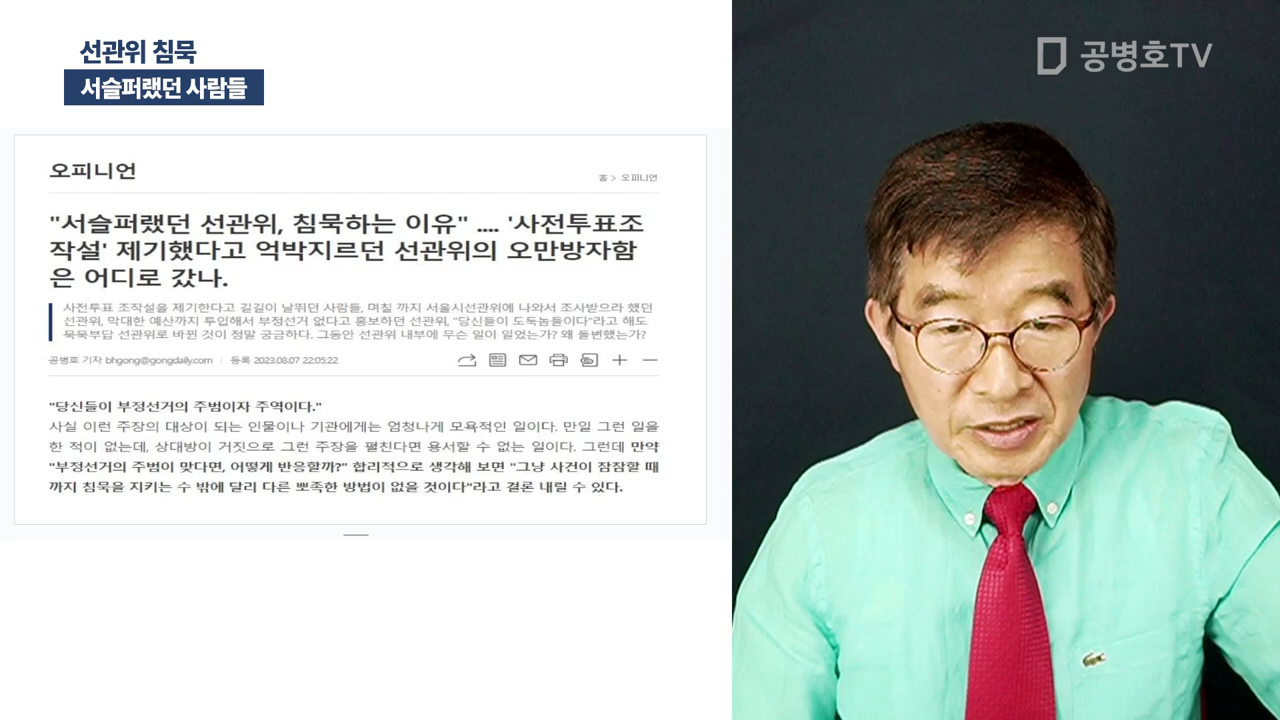 선관위 침묵
서슬퍼랬던 사람들
공병호TV
오피니언
홈 > 오피니언
"서슬퍼랬던 선관위, 침묵하는 이유" .... '사전투표조
작설' 제기했다고 억박지르던 선관위의 오만방자함
은 어디로 갔나.
사전투표 조작설을 제기한다고 길길이 날뛰던 사람들, 며칠 까지 서울시선관위에 나와서 조사받으라 했던
선관위, 막대한 예산까지 투입해서 부정선거 없다고 홍보하던 선관위, "당신들이 도둑놈들이다"라고 해도
묵묵부답 선관위로 바뀐 것이 정말 궁금하다. 그동안 선관위 내부에 무슨 일이 일었는가? 왜 돌변했는가?
공병호 기자 bhgong@gongdaily.com | 등록 2023.08.07 22:05:22
"당신들이 부정선거의 주범이자 주역이다."
사실 이런 주장의 대상이 되는 인물이나 기관에게는 엄청나게 모욕적인 일이다. 만일 그런 일을
한 적이 없는데, 상대방이 거짓으로 그런 주장을 펼친다면 용서할 수 없는 일이다. 그런데 만약
"부정선거의 주범이 맞다면, 어떻게 반응할까?" 합리적으로 생각해 보면 "그냥 사건이 잠잠할 때
까지 침묵을 지키는 수 밖에 달리 다른 뽀족한 방법이 없을 것이다"라고 결론 내릴 수 있다.